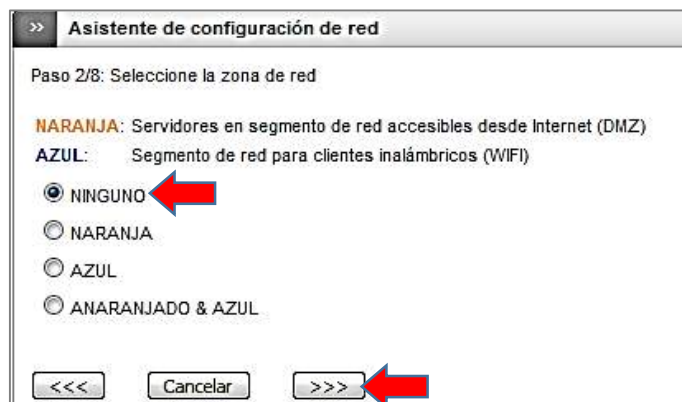 >> Asistente de configuración de red
Paso 2/8: Seleccione la zona de red
NARANJA: Servidores en segmento de red accesibles desde Internet (DMZ)
AZUL: Segmento de red para clientes inalámbricos (WIFI)
NINGUNO
NARANJA
AZUL
ANARANJADO & AZUL
<<< Cancelar >>>